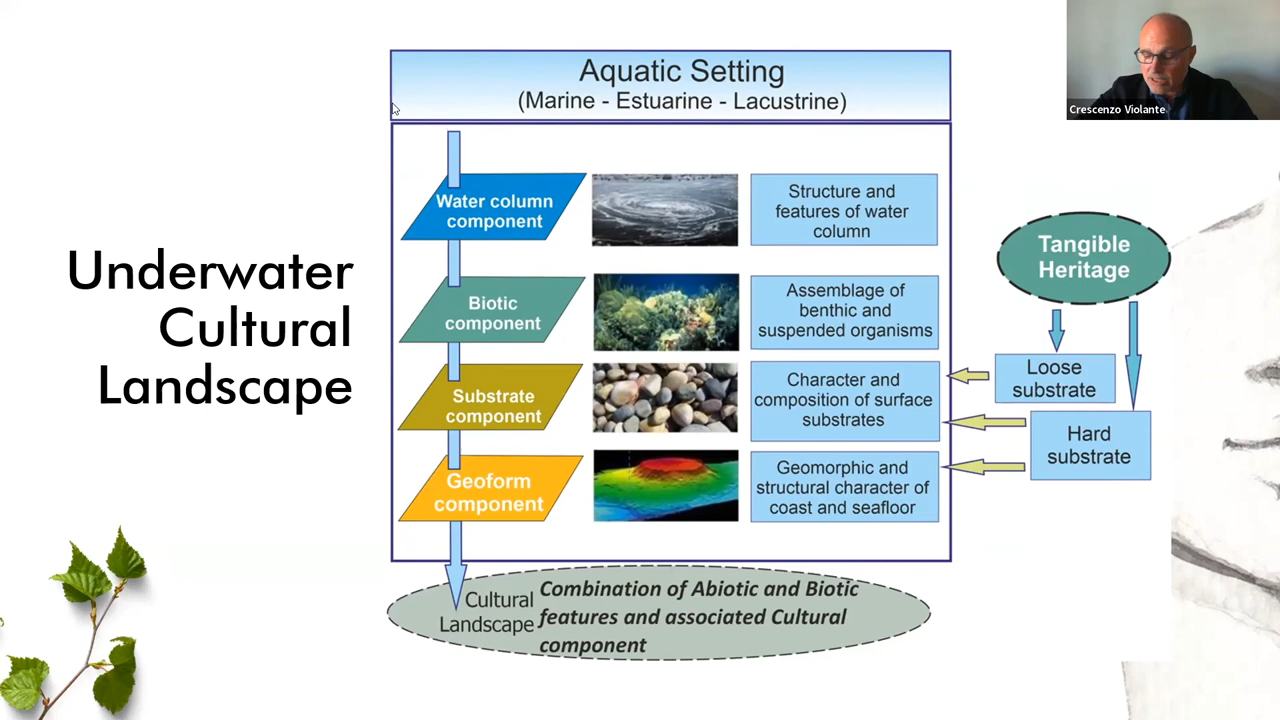 Underwater
Cultural
Landscape
Aquatic Setting
(Marine - Estuarine - Lacustrine)
Water column
component
Structure and
features of water
column
Biotic
component
Assemblage of
benthic and
suspended organisms
Substrate
component
Character and
composition of surface
substrates
Geoform
component
Geomorphic and
structural character of
coast and seafloor
Tangible
Heritage
Loose
substrate
Hard
substrate
Cultural
Landscape
Combination of Abiotic and Biotic
features and associated Cultural
component
Crescenzo Violante